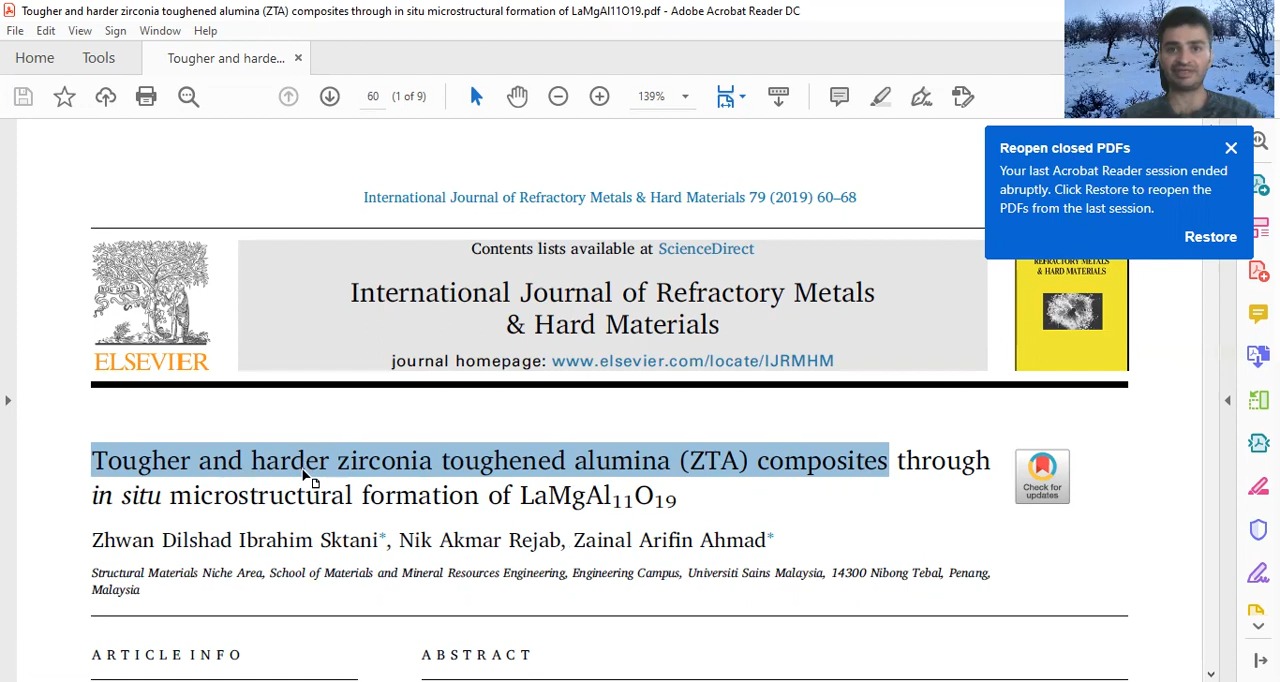 Tougher and harder zirconia toughened alumina (ZTA) composites through in situ microstructural formation of LaMgAl11O19.pdf - Adobe Acrobat Reader DC
File Edit View Sign Window Help
Home Tools Tougher and harde... ×
60 (1 of 9) 139%
Reopen closed PDFs
Your last Acrobat Reader session ended
abruptly. Click Restore to reopen the
PDFs from the last session.
Restore
International Journal of Refractory Metals & Hard Materials 79 (2019) 60–68
Contents lists available at ScienceDirect
International Journal of Refractory Metals
& Hard Materials
journal homepage: www.elsevier.com/locate/IJRMHM
ELSEVIER
REFRACTORY METALS
& HARD MATERIALS
Tougher and harder zirconia toughened alumina (ZTA) composites through
in situ microstructural formation of LaMgAl₁₁O₁₉
Check for
updates
Zhwan Dilshad Ibrahim Sktani*, Nik Akmar Rejab, Zainal Arifin Ahmad*
Structural Materials Niche Area, School of Materials and Mineral Resources Engineering, Engineering Campus, Universiti Sains Malaysia, 14300 Nibong Tebal, Penang,
Malaysia
ARTICLE INFO
ABSTRACT